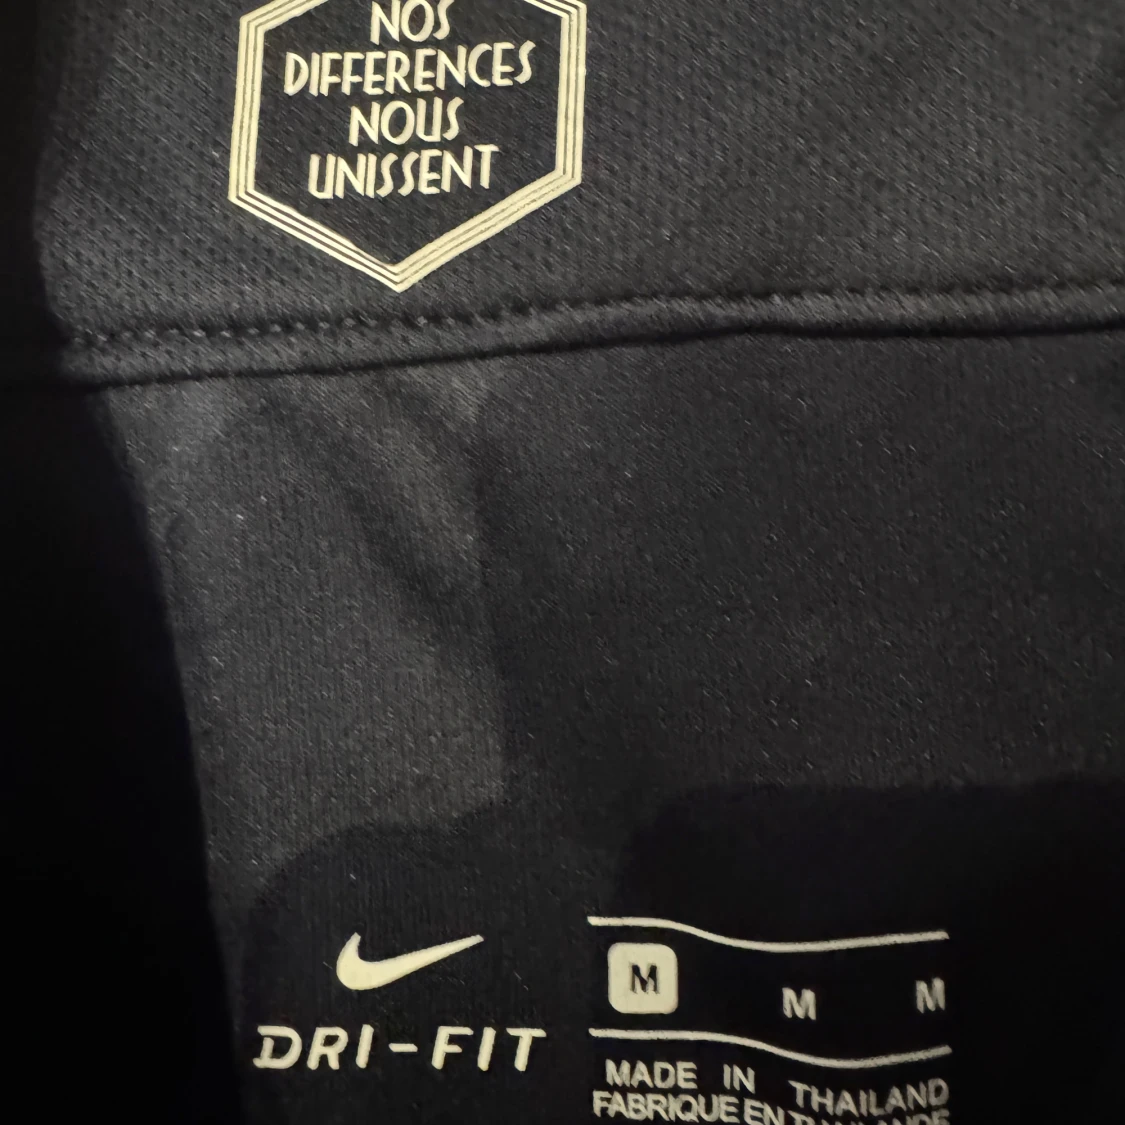 NOS
DIFFERENCES
NOUS
UNISSENT
DRI-FIT
M M M
MADE IN THAILAND
FABRIQUE EN THAILANDE